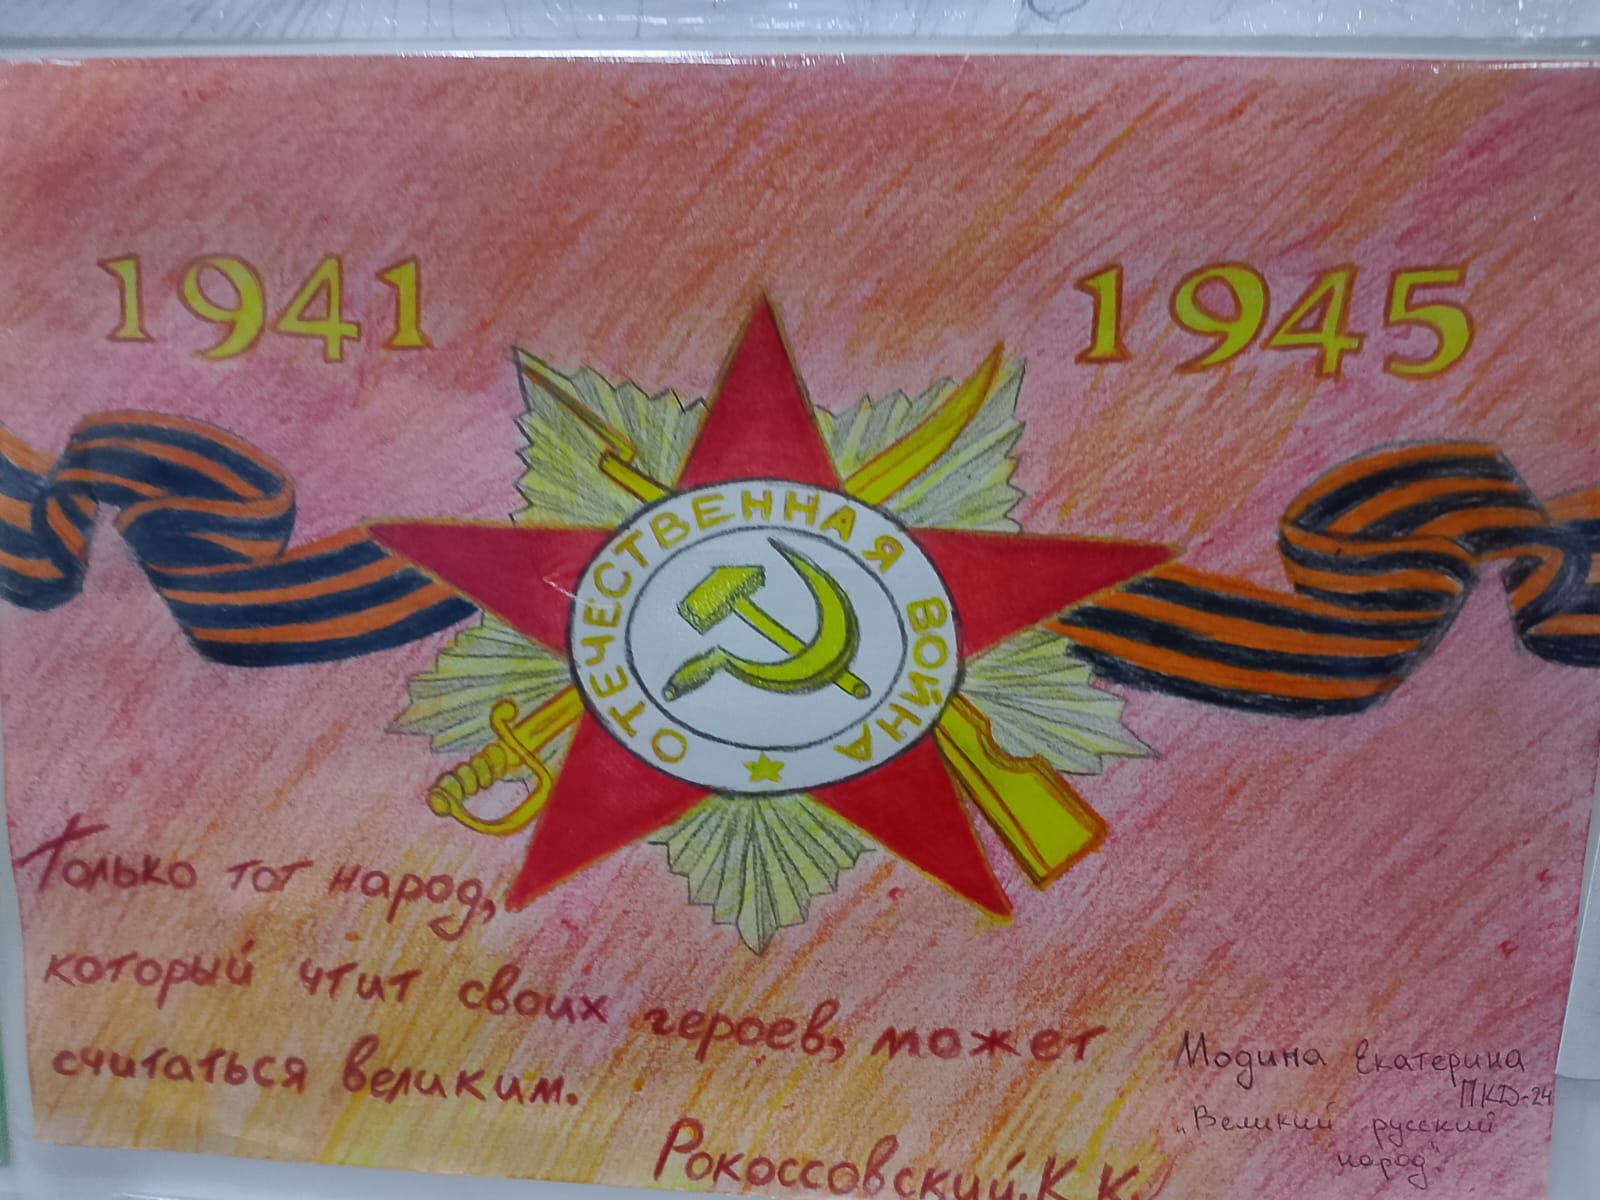 1941
1945
ОТЕЧЕСТВЕННАЯ ВОЙНА
Только тот народ,
который чтит своих героев, может
считаться великим.
Рокоссовский.К.К.
Модина Екатерина
ПКД-24
"Великий русский
народ".